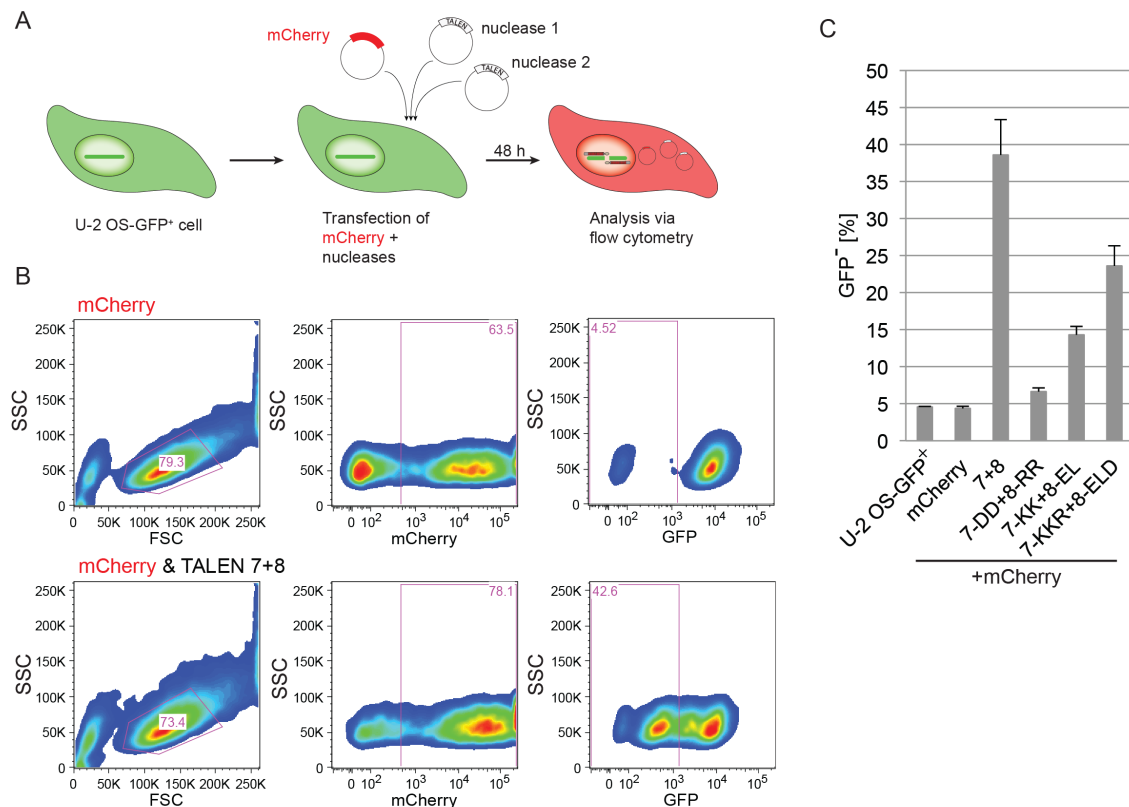 A
mCherry
TALEN
nuclease 1
TALEN
nuclease 2
48 h
U-2 OS-GFP⁺ cell
Transfection of
mCherry +
nucleases
Analysis via
flow cytometry
B
mCherry
SSC
250K
200K
150K
100K
50K
0
79.3
0 50K 100K 150K 200K 250K
FSC
SSC
250K
200K
150K
100K
50K
0
63.5
0 10² 10³ 10⁴ 10⁵
mCherry
SSC
250K
200K
150K
100K
50K
0
4.52
0 10² 10³ 10⁴ 10⁵
GFP
mCherry & TALEN 7+8
SSC
250K
200K
150K
100K
50K
0
73.4
0 50K 100K 150K 200K 250K
FSC
SSC
250K
200K
150K
100K
50K
0
78.1
0 10² 10³ 10⁴ 10⁵
mCherry
SSC
250K
200K
150K
100K
50K
0
42.6
0 10² 10³ 10⁴ 10⁵
GFP
C
GFP⁻ [%]
50
45
40
35
30
25
20
15
10
5
0
U-2 OS-GFP⁺
mCherry
7+8
7-DD+8-RR
7-KK+8-EL
7-KKR+8-ELD
+mCherry